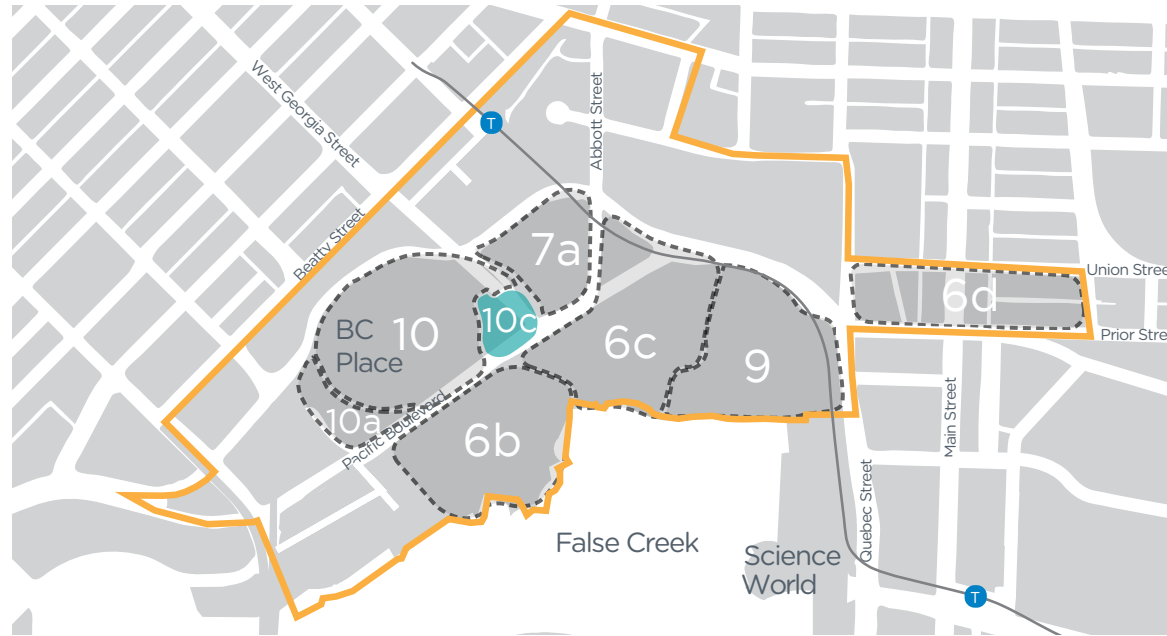 West Georgia Street
T
Abbott Street
Beatty Street
7a
Union Stree
6d
10c
BC
Place
10
6c
Prior Stre
9
10a
Pacific Boulevard
6b
Main Street
False Creek
Science
World
Quebec Street
T